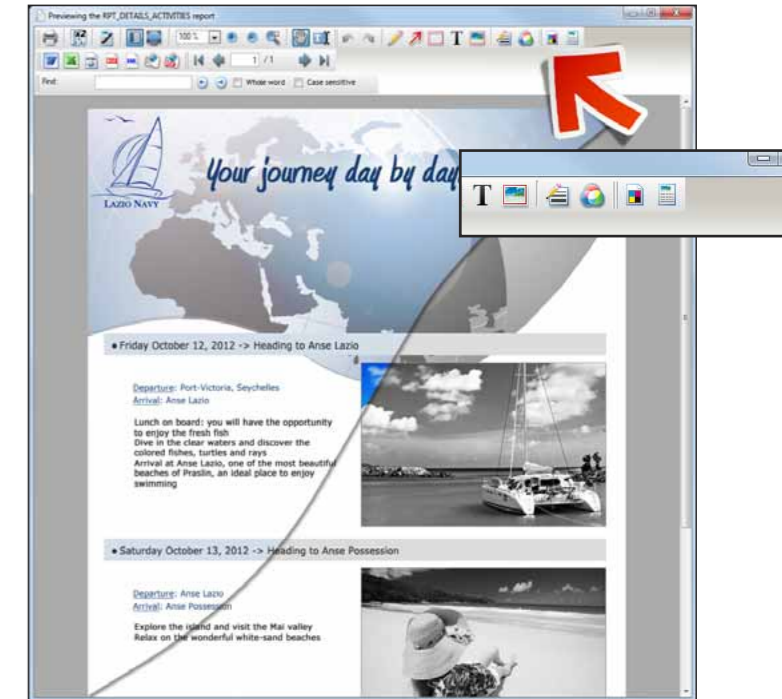 Previewing the RPT_DETAILS_ACTIVITIES report
100%
T
1 / 1
Find:
Whole word
Case sensitive
LAZIO NAVY
Your journey day by day
T
• Friday October 12, 2012 -> Heading to Anse Lazio
Departure: Port-Victoria, Seychelles
Arrival: Anse Lazio
Lunch on board: you will have the opportunity
to enjoy the fresh fish
Dive in the clear waters and discover the
colored fishes, turtles and rays
Arrival at Anse Lazio, one of the most beautiful
beaches of Praslin, an ideal place to enjoy
swimming
• Saturday October 13, 2012 -> Heading to Anse Possession
Departure: Anse Lazio
Arrival: Anse Possession
Explore the island and visit the Mai valley
Relax on the wonderful white-sand beaches